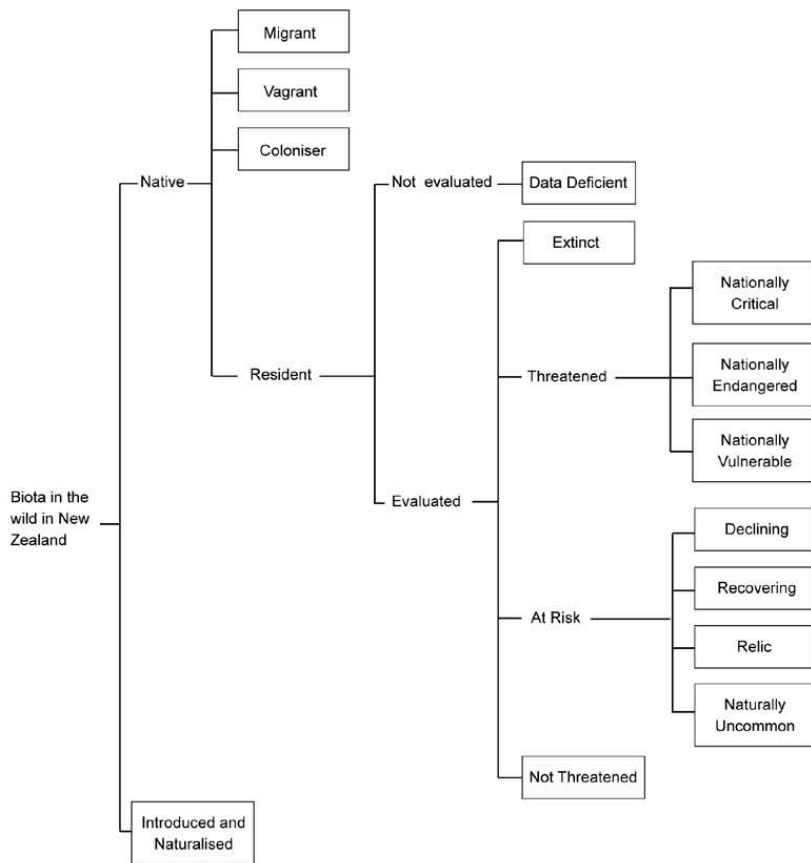 Migrant
Vagrant
Coloniser
Native
Not evaluated
Data Deficient
Extinct
Nationally
Critical
Resident
Threatened
Nationally
Endangered
Nationally
Vulnerable
Biota in the
wild in New
Zealand
Evaluated
Declining
Recovering
At Risk
Relic
Naturally
Uncommon
Not Threatened
Introduced and
Naturalised